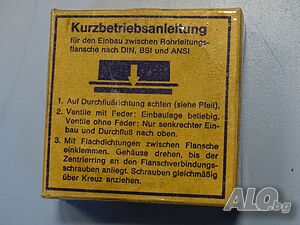 Kurzbetriebsanleitung
für den Einbau zwischen Rohrleitungs-
flansche nach DIN, BSI und ANSI
1. Auf Durchflußrichtung achten (siehe Pfeil).
2. Ventile mit Feder: Einbaulage beliebig.
Ventile ohne Feder: Nur senkrechter Ein-
bau und Durchfluß nach oben.
3. Mit Flachdichtungen zwischen Flansche
einklemmen. Gehäuse drehen, bis der
Zentrierring an den Flanschverbindungs-
schrauben anliegt. Schrauben gleichmäßig
über Kreuz anziehen.
ALO.bg